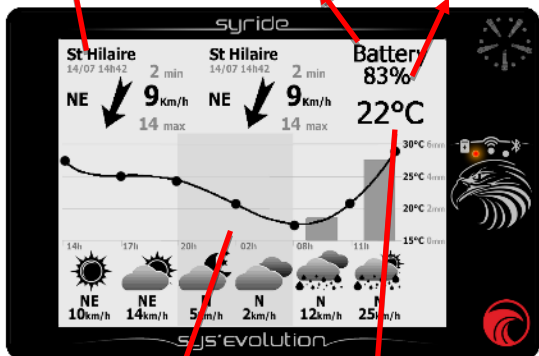 syride
St Hilaire
14/07 14h42
2 min
NE
9Km/h
14 max
St Hilaire
14/07 14h42
2 min
NE
9Km/h
14 max
Battery
83%
22°C
30°C 6mm
25°C 4mm
20°C 2mm
15°C 0mm
14h 17h 20h 02h 08h 11h
NE NE N N N N
10km/h 14km/h 5km/h 2km/h 12km/h 25km/h
sys'evolution